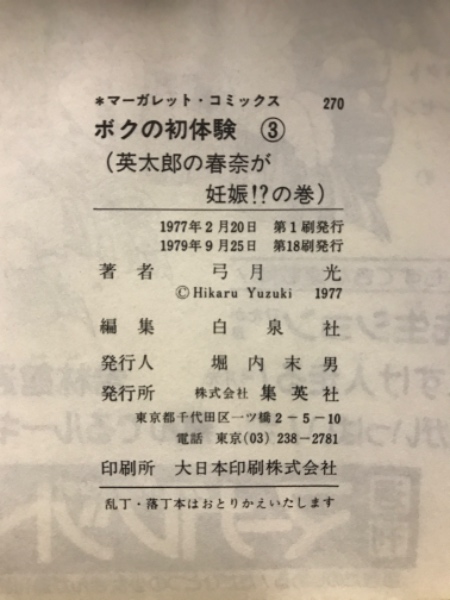 *マーガレット・コミックス 270
ボクの初体験 ③
(英太郎の春奈が
妊娠!?の巻)
1977年2月20日 第1刷発行
1979年9月25日 第18刷発行
著者 弓月光
©Hikaru Yuzuki 1977
編集 白泉社
発行人 堀内末男
発行所 株式会社 集英社
東京都千代田区一ツ橋2-5-10
電話 東京(03)238-2781
印刷所 大日本印刷株式会社
乱丁・落丁本はおとりかえいたします